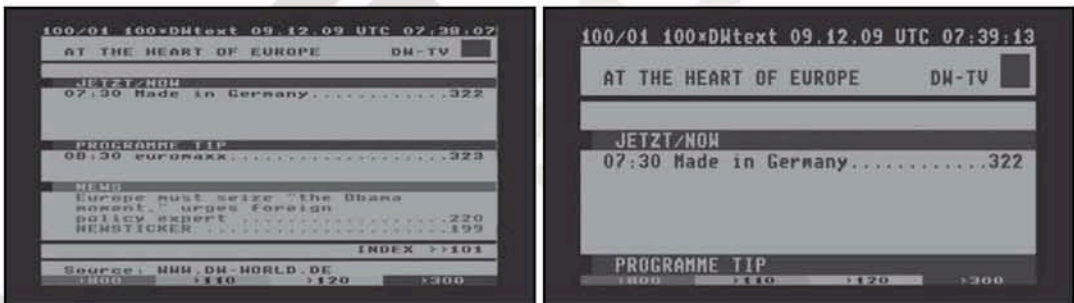 100/01 100×DWtext 09.12.09 UTC 07:38:07
AT THE HEART OF EUROPE DW-TV
JETZT/NOW
07:30 Made in Germany............322
PROGRAMME TIP
08:30 euromaxx...................323
NEWS
Europe must seize "the Obama
moment," urges foreign
policy expert ...................220
NEWSTICKER ......................199
INDEX >>101
Source: WWW.DW-WORLD.DE
>800 >110 >120 >300
100/01 100×DWtext 09.12.09 UTC 07:39:13
AT THE HEART OF EUROPE DW-TV
JETZT/NOW
07:30 Made in Germany............322
PROGRAMME TIP
>800 >110 >120 >300